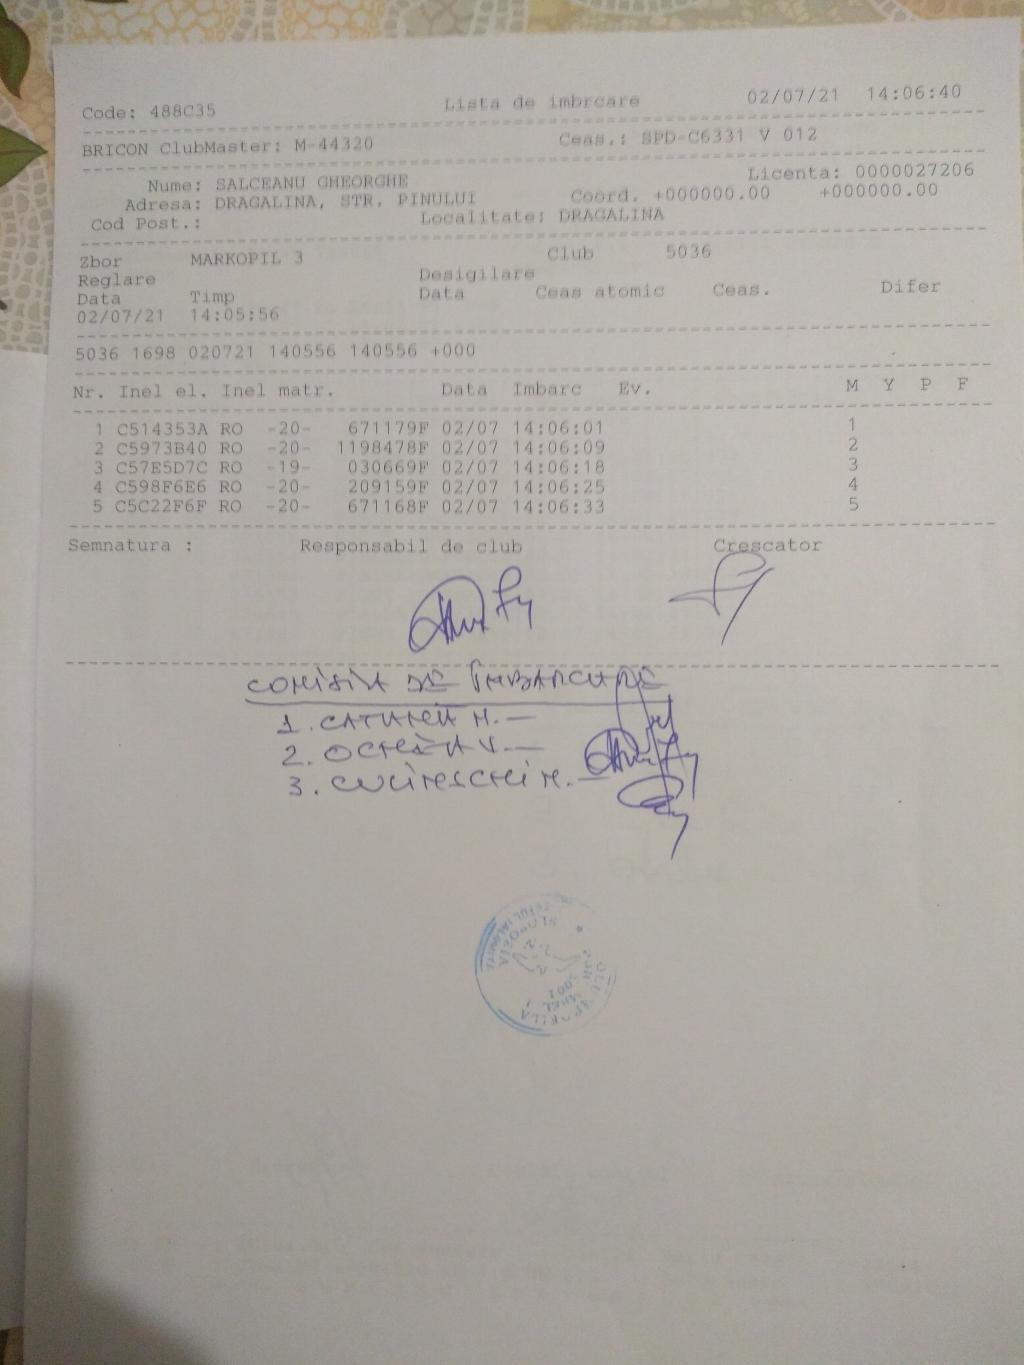 Code: 488C35 Lista de imbrcare 02/07/21 14:06:40
BRICON ClubMaster: M-44320 Ceas.: SPD-C6331 V 012
Licenta: 0000027206
Nume: SALCEANU GHEORGHE
Adresa: DRAGALINA, STR. PINULUI Coord. +000000.00 +000000.00
Cod Post.: Localitate: DRAGALINA
Zbor MARKOPIL 3 Club 5036
Reglare Desigilare
Data Timp Data Ceas atomic Ceas. Difer
02/07/21 14:05:56
5036 1698 020721 140556 140556 +000
Nr. Inel el. Inel matr. Data Imbarc Ev. M Y P F
1 C514353A RO -20- 671179F 02/07 14:06:01 1
2 C5973B40 RO -20- 1198478F 02/07 14:06:09 2
3 C57E5D7C RO -19- 030669F 02/07 14:06:18 3
4 C598F6E6 RO -20- 209159F 02/07 14:06:25 4
5 C5C22F6F RO -20- 671168F 02/07 14:06:33 5
Semnatura : Responsabil de club Crescator
COMISIA DE ÎMBARCARE
1.
2.
3.